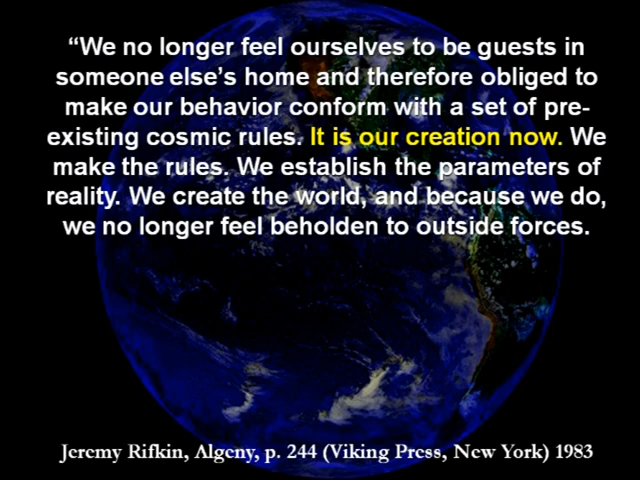 “We no longer feel ourselves to be guests in
someone else’s home and therefore obliged to
make our behavior conform with a set of pre-
existing cosmic rules. It is our creation now. We
make the rules. We establish the parameters of
reality. We create the world, and because we do,
we no longer feel beholden to outside forces.
Jeremy Rifkin, Algeny, p. 244 (Viking Press, New York) 1983